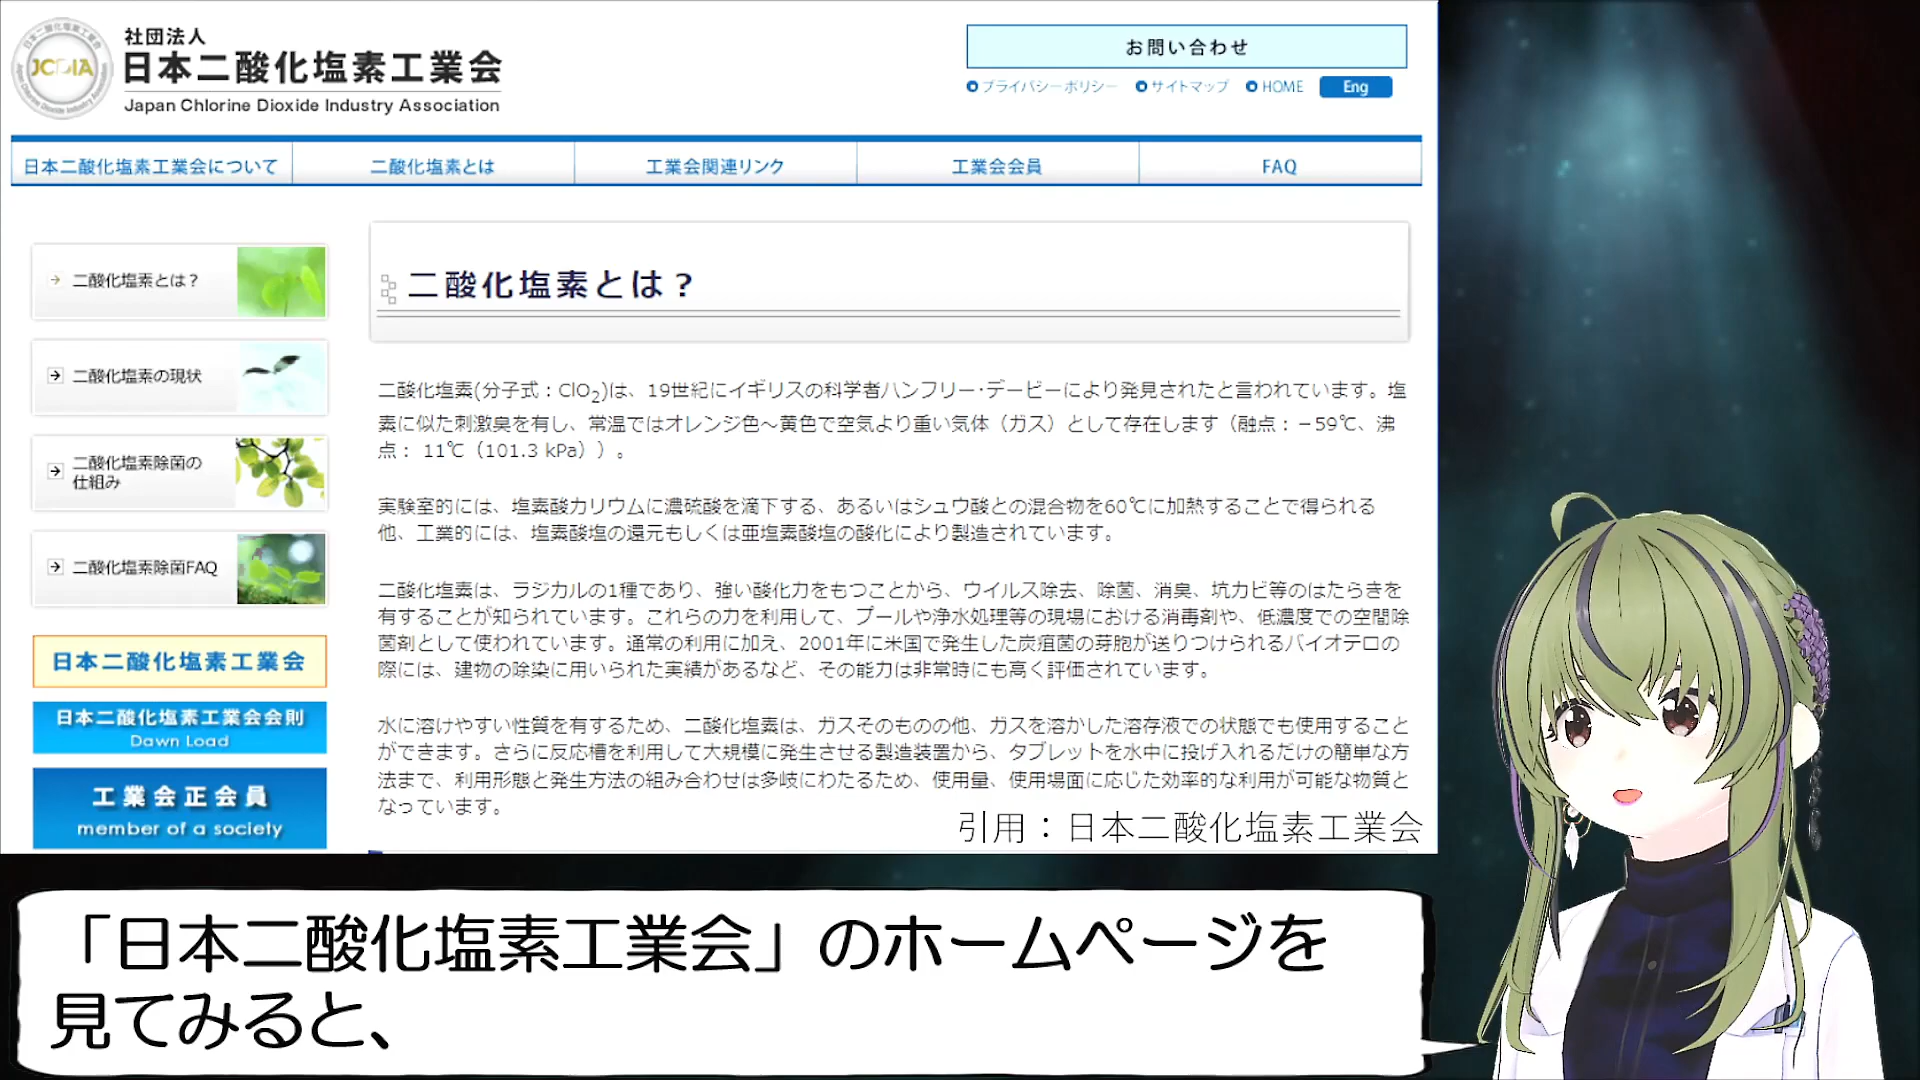 社団法人
日本二酸化塩素工業会
Japan Chlorine Dioxide Industry Association
JCDIA
お問い合わせ
プライバシーポリシー サイトマップ HOME Eng
日本二酸化塩素工業会について 二酸化塩素とは 工業会関連リンク 工業会会員 FAQ
二酸化塩素とは？
二酸化塩素の現状
二酸化塩素除菌の
仕組み
二酸化塩素除菌FAQ
日本二酸化塩素工業会
日本二酸化塩素工業会会則
Dawn Load
工業会正会員
member of a society
二酸化塩素とは？
二酸化塩素(分子式：ClO2)は、19世紀にイギリスの科学者ハンフリー・デービーにより発見されたと言われています。塩
素に似た刺激臭を有し、常温ではオレンジ色～黄色で空気より重い気体（ガス）として存在します（融点：－59℃、沸
点： 11℃（101.3 kPa））。
実験室的には、塩素酸カリウムに濃硫酸を滴下する、あるいはシュウ酸との混合物を60℃に加熱することで得られる
他、工業的には、塩素酸塩の還元もしくは亜塩素酸塩の酸化により製造されています。
二酸化塩素は、ラジカルの1種であり、強い酸化力をもつことから、ウイルス除去、除菌、消臭、坑カビ等のはたらきを
有することが知られています。これらの力を利用して、プールや浄水処理等の現場における消毒剤や、低濃度での空間除
菌剤として使われています。通常の利用に加え、2001年に米国で発生した炭疽菌の芽胞が送りつけられるバイオテロの
際には、建物の除染に用いられた実績があるなど、その能力は非常時にも高く評価されています。
水に溶けやすい性質を有するため、二酸化塩素は、ガスそのものの他、ガスを溶かした溶存液での状態でも使用すること
ができます。さらに反応槽を利用して大規模に発生させる製造装置から、タブレットを水中に投げ入れるだけの簡単な方
法まで、利用形態と発生方法の組み合わせは多岐にわたるため、使用量、使用場面に応じた効率的な利用が可能な物質と
なっています。
引用：日本二酸化塩素工業会
「日本二酸化塩素工業会」のホームページを
見てみると、